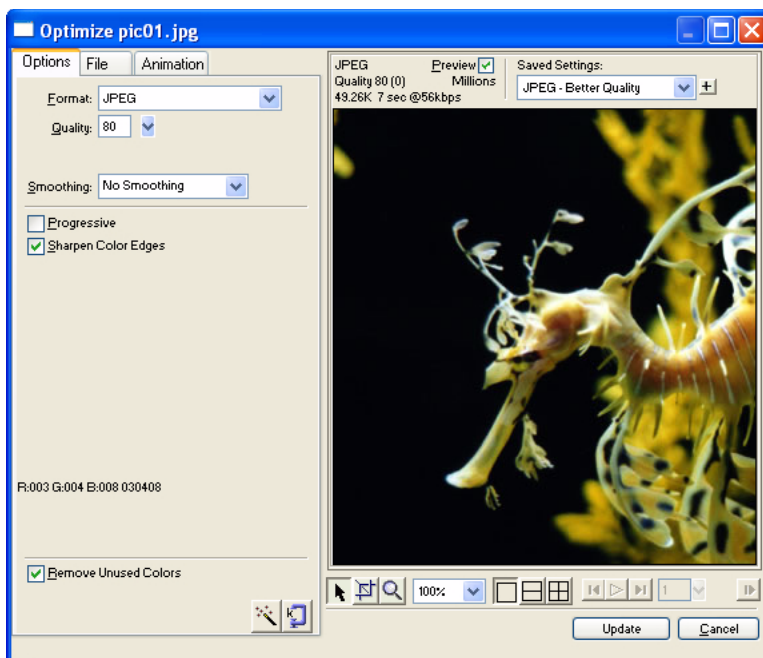 Optimize pic01.jpg
Options File Animation
Format: JPEG
Quality: 80
Smoothing: No Smoothing
Progressive
Sharpen Color Edges
R:003 G:004 B:008 030408
Remove Unused Colors
JPEG Preview
Quality 80 (0) Millions
49.26K 7 sec @56kbps
Saved Settings:
JPEG - Better Quality
100%
1
Update Cancel